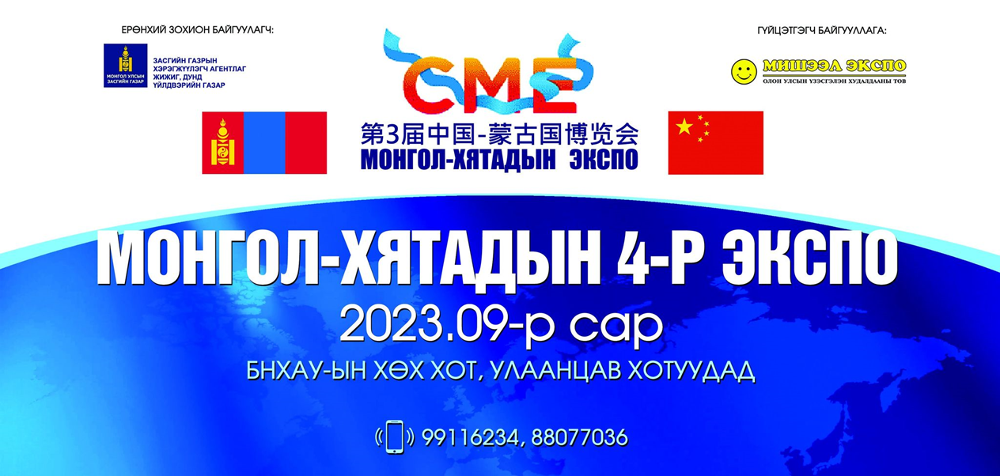 ЕРӨНХИЙ ЗОХИОН БАЙГУУЛАГЧ:
МОНГОЛ УЛСЫН
ЗАСГИЙН ГАЗАР
ЗАСГИЙН ГАЗРЫН
ХЭРЭГЖҮҮЛЭГЧ АГЕНТЛАГ
ЖИЖИГ, ДУНД
ҮЙЛДВЭРИЙН ГАЗАР
CME
第3届中国-蒙古国博览会
МОНГОЛ-ХЯТАДЫН ЭКСПО
ГҮЙЦЭТГЭГЧ БАЙГУУЛЛАГА:
МИШЭЭЛ ЭКСПО
ОЛОН УЛСЫН ҮЗЭСГЭЛЭН ХУДАЛДААНЫ ТӨВ
МОНГОЛ-ХЯТАДЫН 4-Р ЭКСПО
2023.09-р сар
БНХАУ-ЫН ХӨХ ХОТ, УЛААНЦАВ ХОТУУДАД
99116234, 88077036